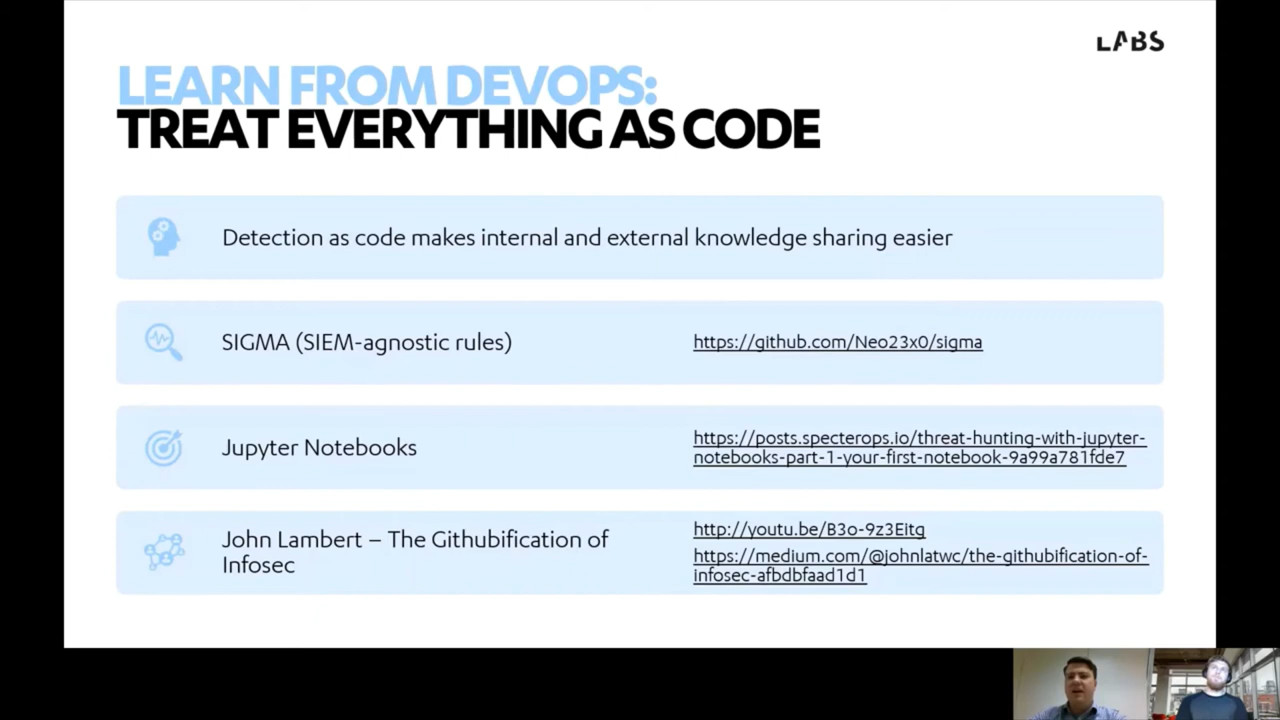 LABS
LEARN FROM DEVOPS:
TREAT EVERYTHING AS CODE
Detection as code makes internal and external knowledge sharing easier
SIGMA (SIEM-agnostic rules)
https://github.com/Neo23x0/sigma
Jupyter Notebooks
https://posts.specterops.io/threat-hunting-with-jupyter-
notebooks-part-1-your-first-notebook-9a99a781fde7
John Lambert – The Githubification of
Infosec
http://youtu.be/B3o-9z3Eitg
https://medium.com/@johnlatwc/the-githubification-of-
infosec-afbdbfaad1d1